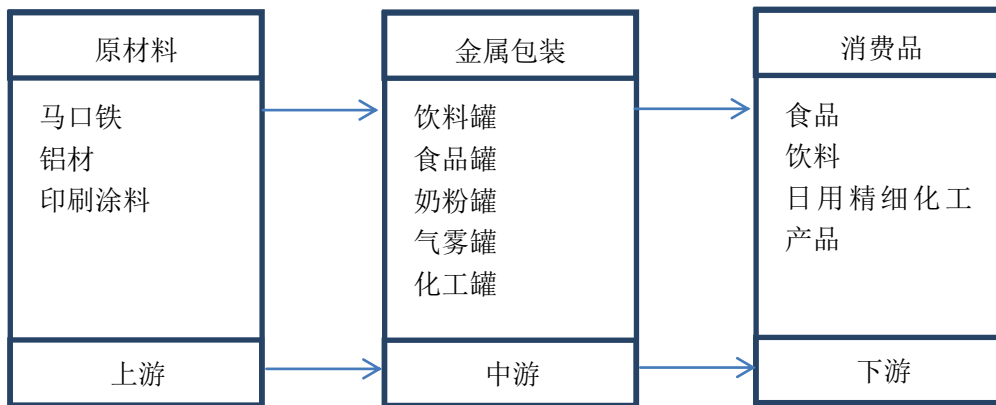 原材料
马口铁
铝材
印刷涂料
上游
金属包装
饮料罐
食品罐
奶粉罐
气雾罐
化工罐
中游
消费品
食品
饮料
日用精细化工
产品
下游